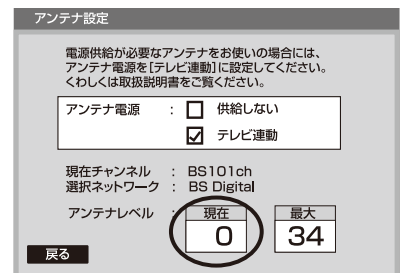 アンテナ設定
電源供給が必要なアンテナをお使いの場合には、
アンテナ電源を[テレビ連動]に設定してください。
くわしくは取扱説明書をご覧ください。
アンテナ電源 : 供給しない
テレビ連動
現在チャンネル : BS101ch
選択ネットワーク : BS Digital
アンテナレベル : 現在 最大
0 34
戻る